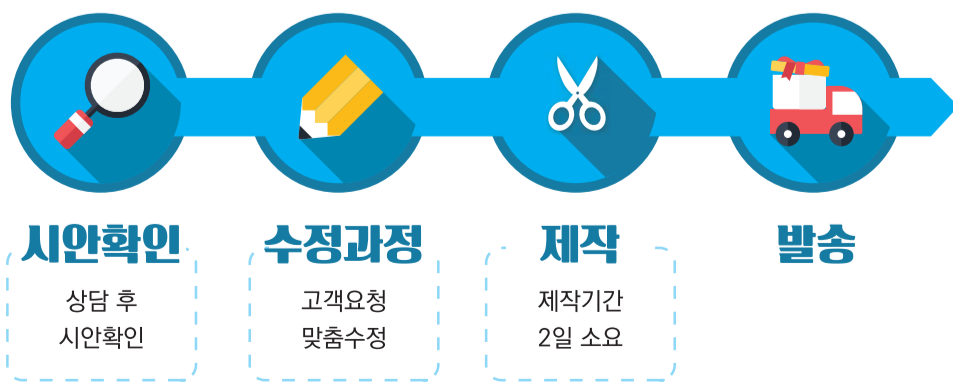 시안확인
상담 후
시안확인
수정과정
고객요청
맞춤수정
제작
제작기간
2일 소요
발송